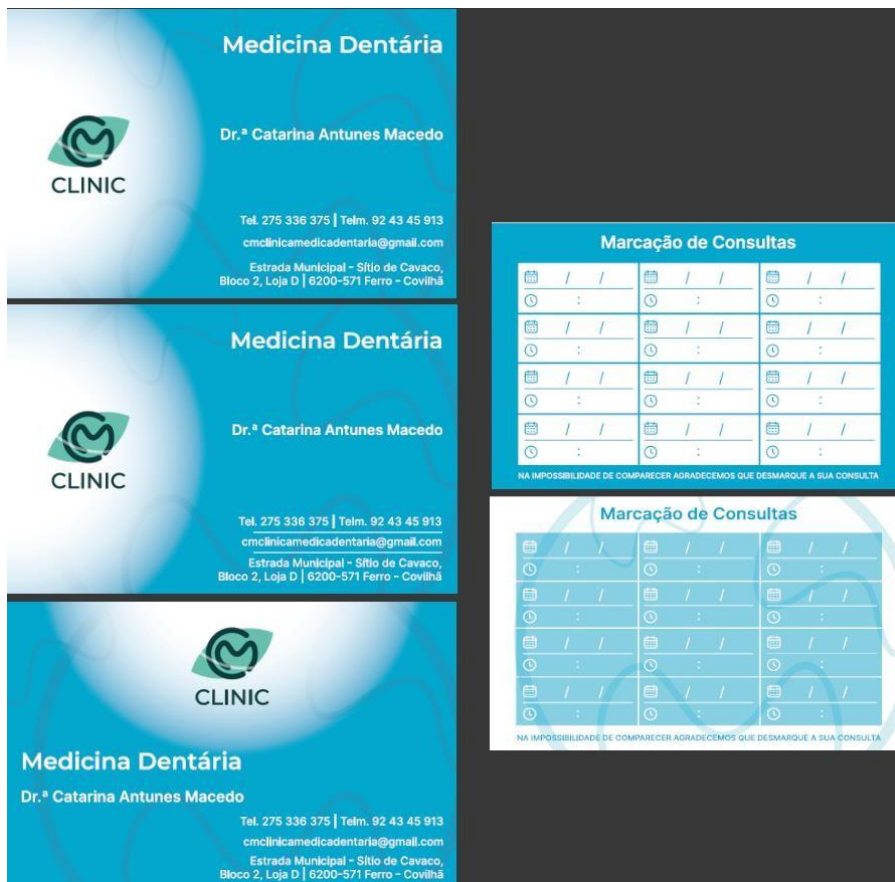 Medicina Dentária
CM
CLINIC
Dr.ª Catarina Antunes Macedo
Tel. 275 336 375 | Telm. 92 43 45 913
cmclinicamedicadentaria@gmail.com
Estrada Municipal - Sítio de Cavaco,
Bloco 2, Loja D | 6200-571 Ferro - Covilhã
Medicina Dentária
CM
CLINIC
Dr.ª Catarina Antunes Macedo
Tel. 275 336 375 | Telm. 92 43 45 913
cmclinicamedicadentaria@gmail.com
Estrada Municipal - Sítio de Cavaco,
Bloco 2, Loja D | 6200-571 Ferro - Covilhã
CM
CLINIC
Medicina Dentária
Dr.ª Catarina Antunes Macedo
Tel. 275 336 375 | Telm. 92 43 45 913
cmclinicamedicadentaria@gmail.com
Estrada Municipal - Sítio de Cavaco,
Bloco 2, Loja D | 6200-571 Ferro - Covilhã
Marcação de Consultas
/ / / / / /
: : :
/ / / / / /
: : :
/ / / / / /
: : :
/ / / / / /
: : :
NA IMPOSSIBILIDADE DE COMPARECER AGRADECEMOS QUE DESMARQUE A SUA CONSULTA
Marcação de Consultas
/ / / / / /
: : :
/ / / / / /
: : :
/ / / / / /
: : :
/ / / / / /
: : :
NA IMPOSSIBILIDADE DE COMPARECER AGRADECEMOS QUE DESMARQUE A SUA CONSULTA